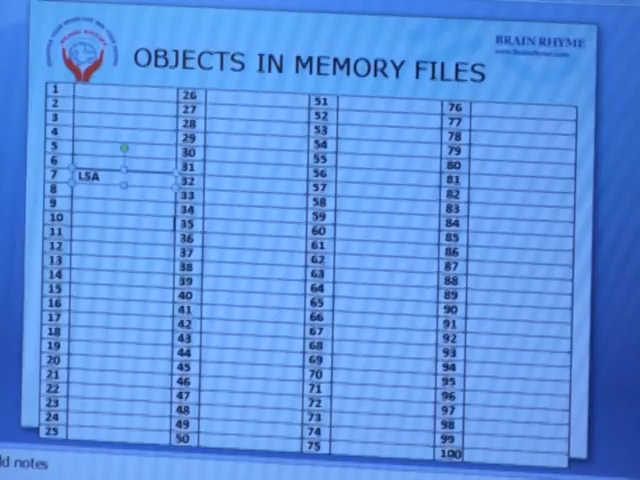 BRAIN RHYME
OBJECTS IN MEMORY FILES
1 26 51 76
2 27 52 77
3 28 53 78
4 29 54 79
5 30 55 80
6 31 56 81
7 LSA 32 57 82
8 33 58 83
9 34 59 84
10 35 60 85
11 36 61 86
12 37 62 87
13 38 63 88
14 39 64 89
15 40 65 90
16 41 66 91
17 42 67 92
18 43 68 93
19 44 69 94
20 45 70 95
21 46 71 96
22 47 72 97
23 48 73 98
24 49 74 99
25 50 75 100
notes